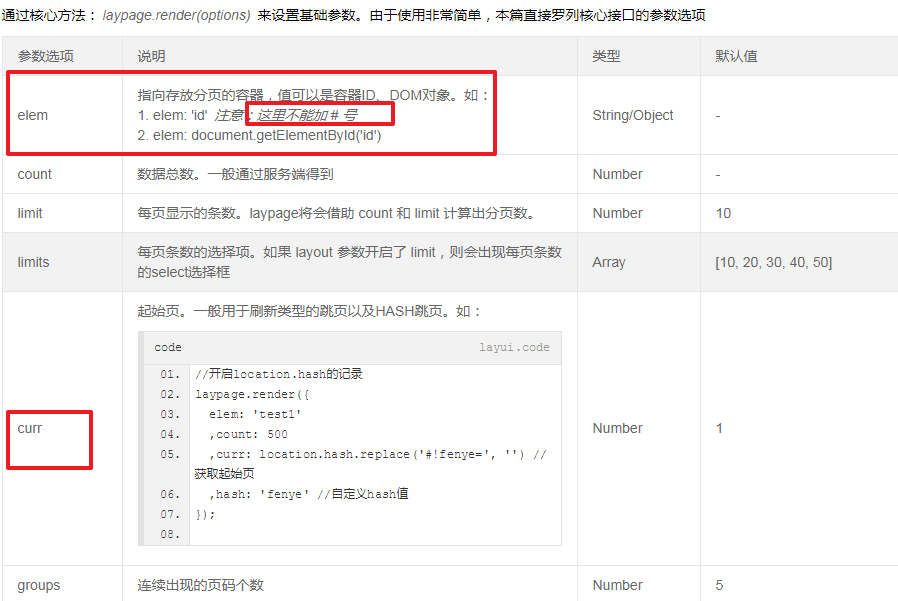 通过核心方法： laypage.render(options) 来设置基础参数。由于使用非常简单，本篇直接罗列核心接口的参数选项
参数选项 说明 类型 默认值
elem 指向存放分页的容器，值可以是容器ID、DOM对象。如： String/Object -
1. elem: 'id' 注意：这里不能加 # 号
2. elem: document.getElementById('id')
count 数据总数。一般通过服务端得到 Number -
limit 每页显示的条数。laypage将会借助 count 和 limit 计算出分页数。 Number 10
limits 每页条数的选择项。如果 layout 参数开启了 limit，则会出现每页条数 Array [10, 20, 30, 40, 50]
的select选择框
curr 起始页。一般用于刷新类型的跳页以及HASH跳页。如： Number 1
code layui.code
01. //开启location.hash的记录
02. laypage.render({
03. elem: 'test1'
04. ,count: 500
05. ,curr: location.hash.replace('#!fenye=', '') //
获取起始页
06. ,hash: 'fenye' //自定义hash值
07. });
08.
groups 连续出现的页码个数 Number 5